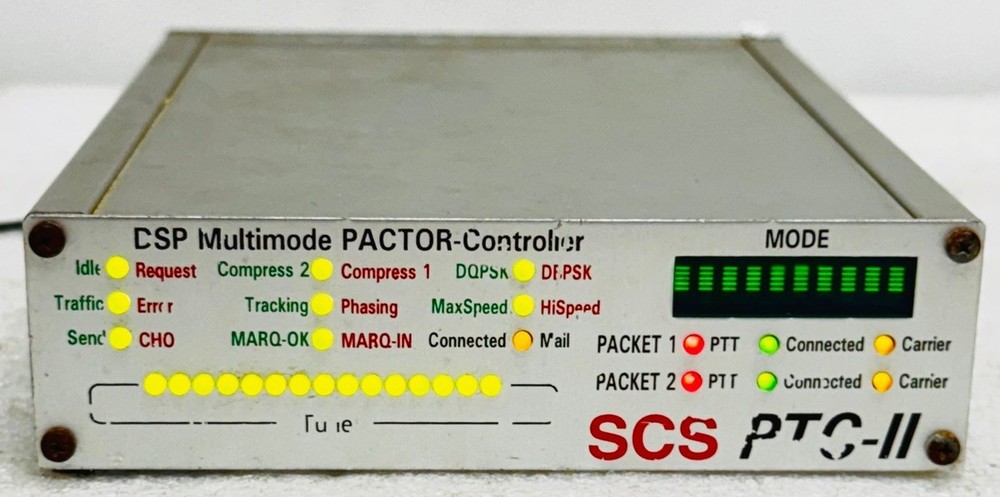 DSP Multimode PACTOR-Controller
MODE
Idle Request Compress 2 Compress 1 DQPSK DBPSK
Traffic Error Tracking Phasing MaxSpeed HiSpeed
Send CHO MARQ-OK MARQ-IN Connected Mail
PACKET 1 PTT Connected Carrier
PACKET 2 PTT Connected Carrier
Tune
SCS PTC-II